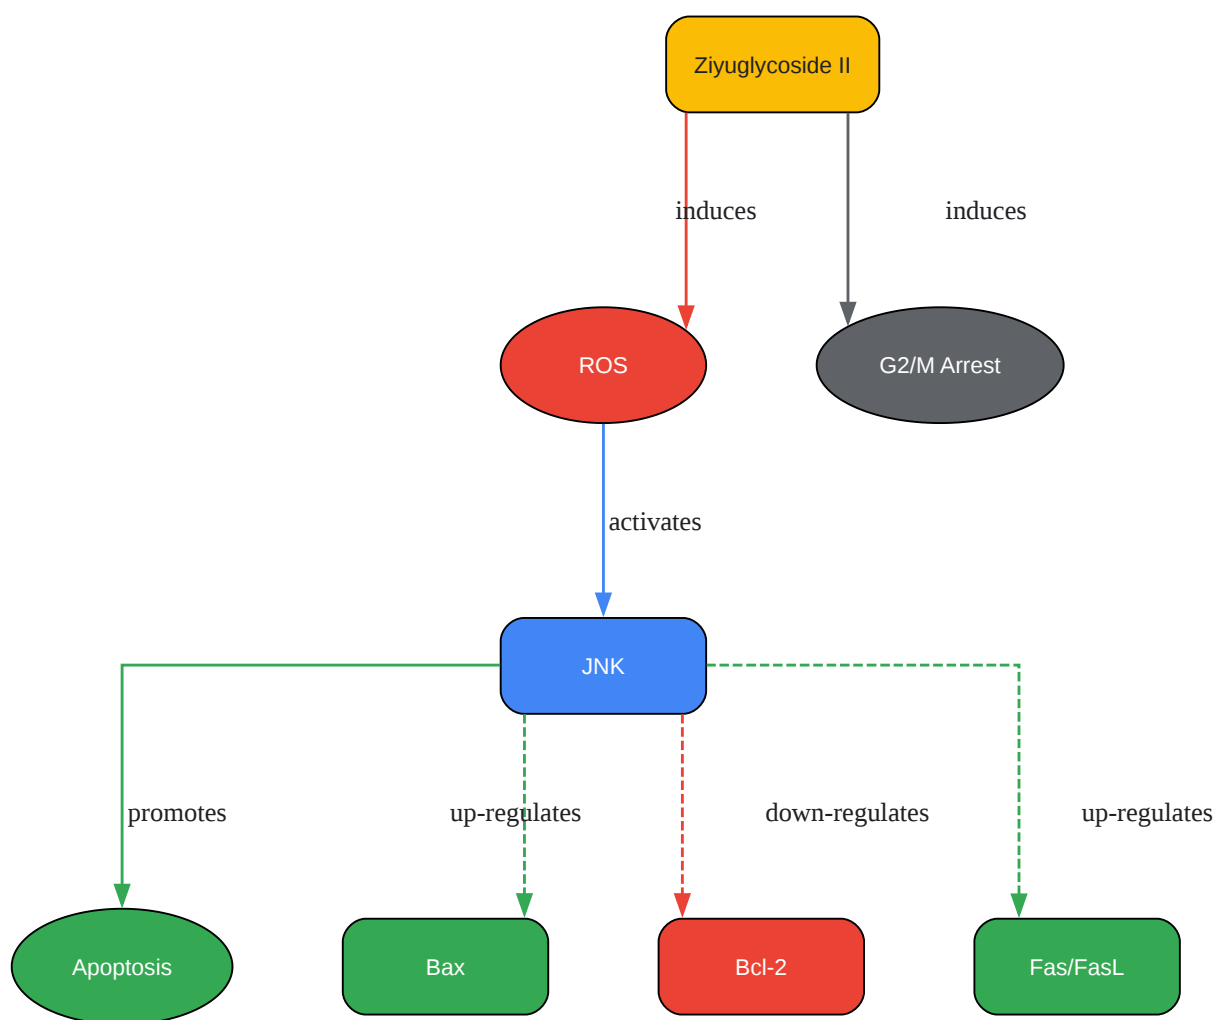 Ziyuglycoside II
induces
induces
ROS
G2/M Arrest
activates
JNK
promotes
up-regulates
down-regulates
up-regulates
Apoptosis
Bax
Bcl-2
Fas/FasL